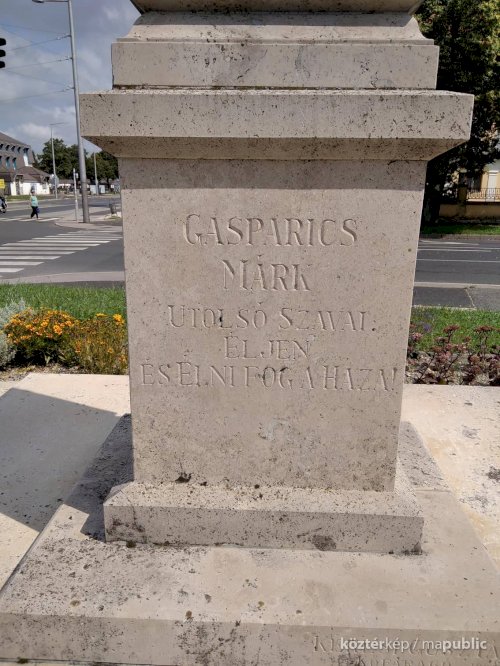 GASPARICS
MÁRK
UTOLSÓ SZAVAI:
ÉLJEN
ÉS ÉLNI FOG A HAZA!
köztérkép / mapublic